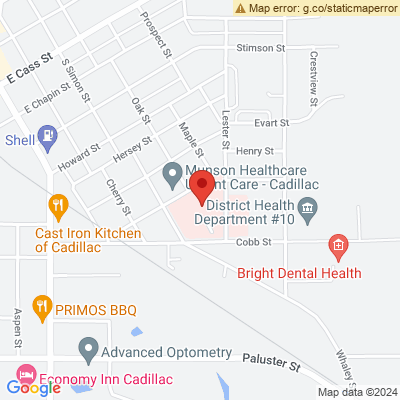 Map error: g.co/staticmaperror
Prospect St
Stimson St
E Cass St
Crestview St
S Simon St
E Chapin St
Oak St
Lester St
Evart St
Maple St
Shell
Hersey St
Henry St
Howard St
Munson Healthcare
Urgent Care - Cadillac
Cherry St
District Health
Department #10
Cast Iron Kitchen
of Cadillac
Cobb St
Bright Dental Health
PRIMOS BBQ
Aspen St
Advanced Optometry
Paluster St
Whaley St
Economy Inn Cadillac
Google
Map data ©2024